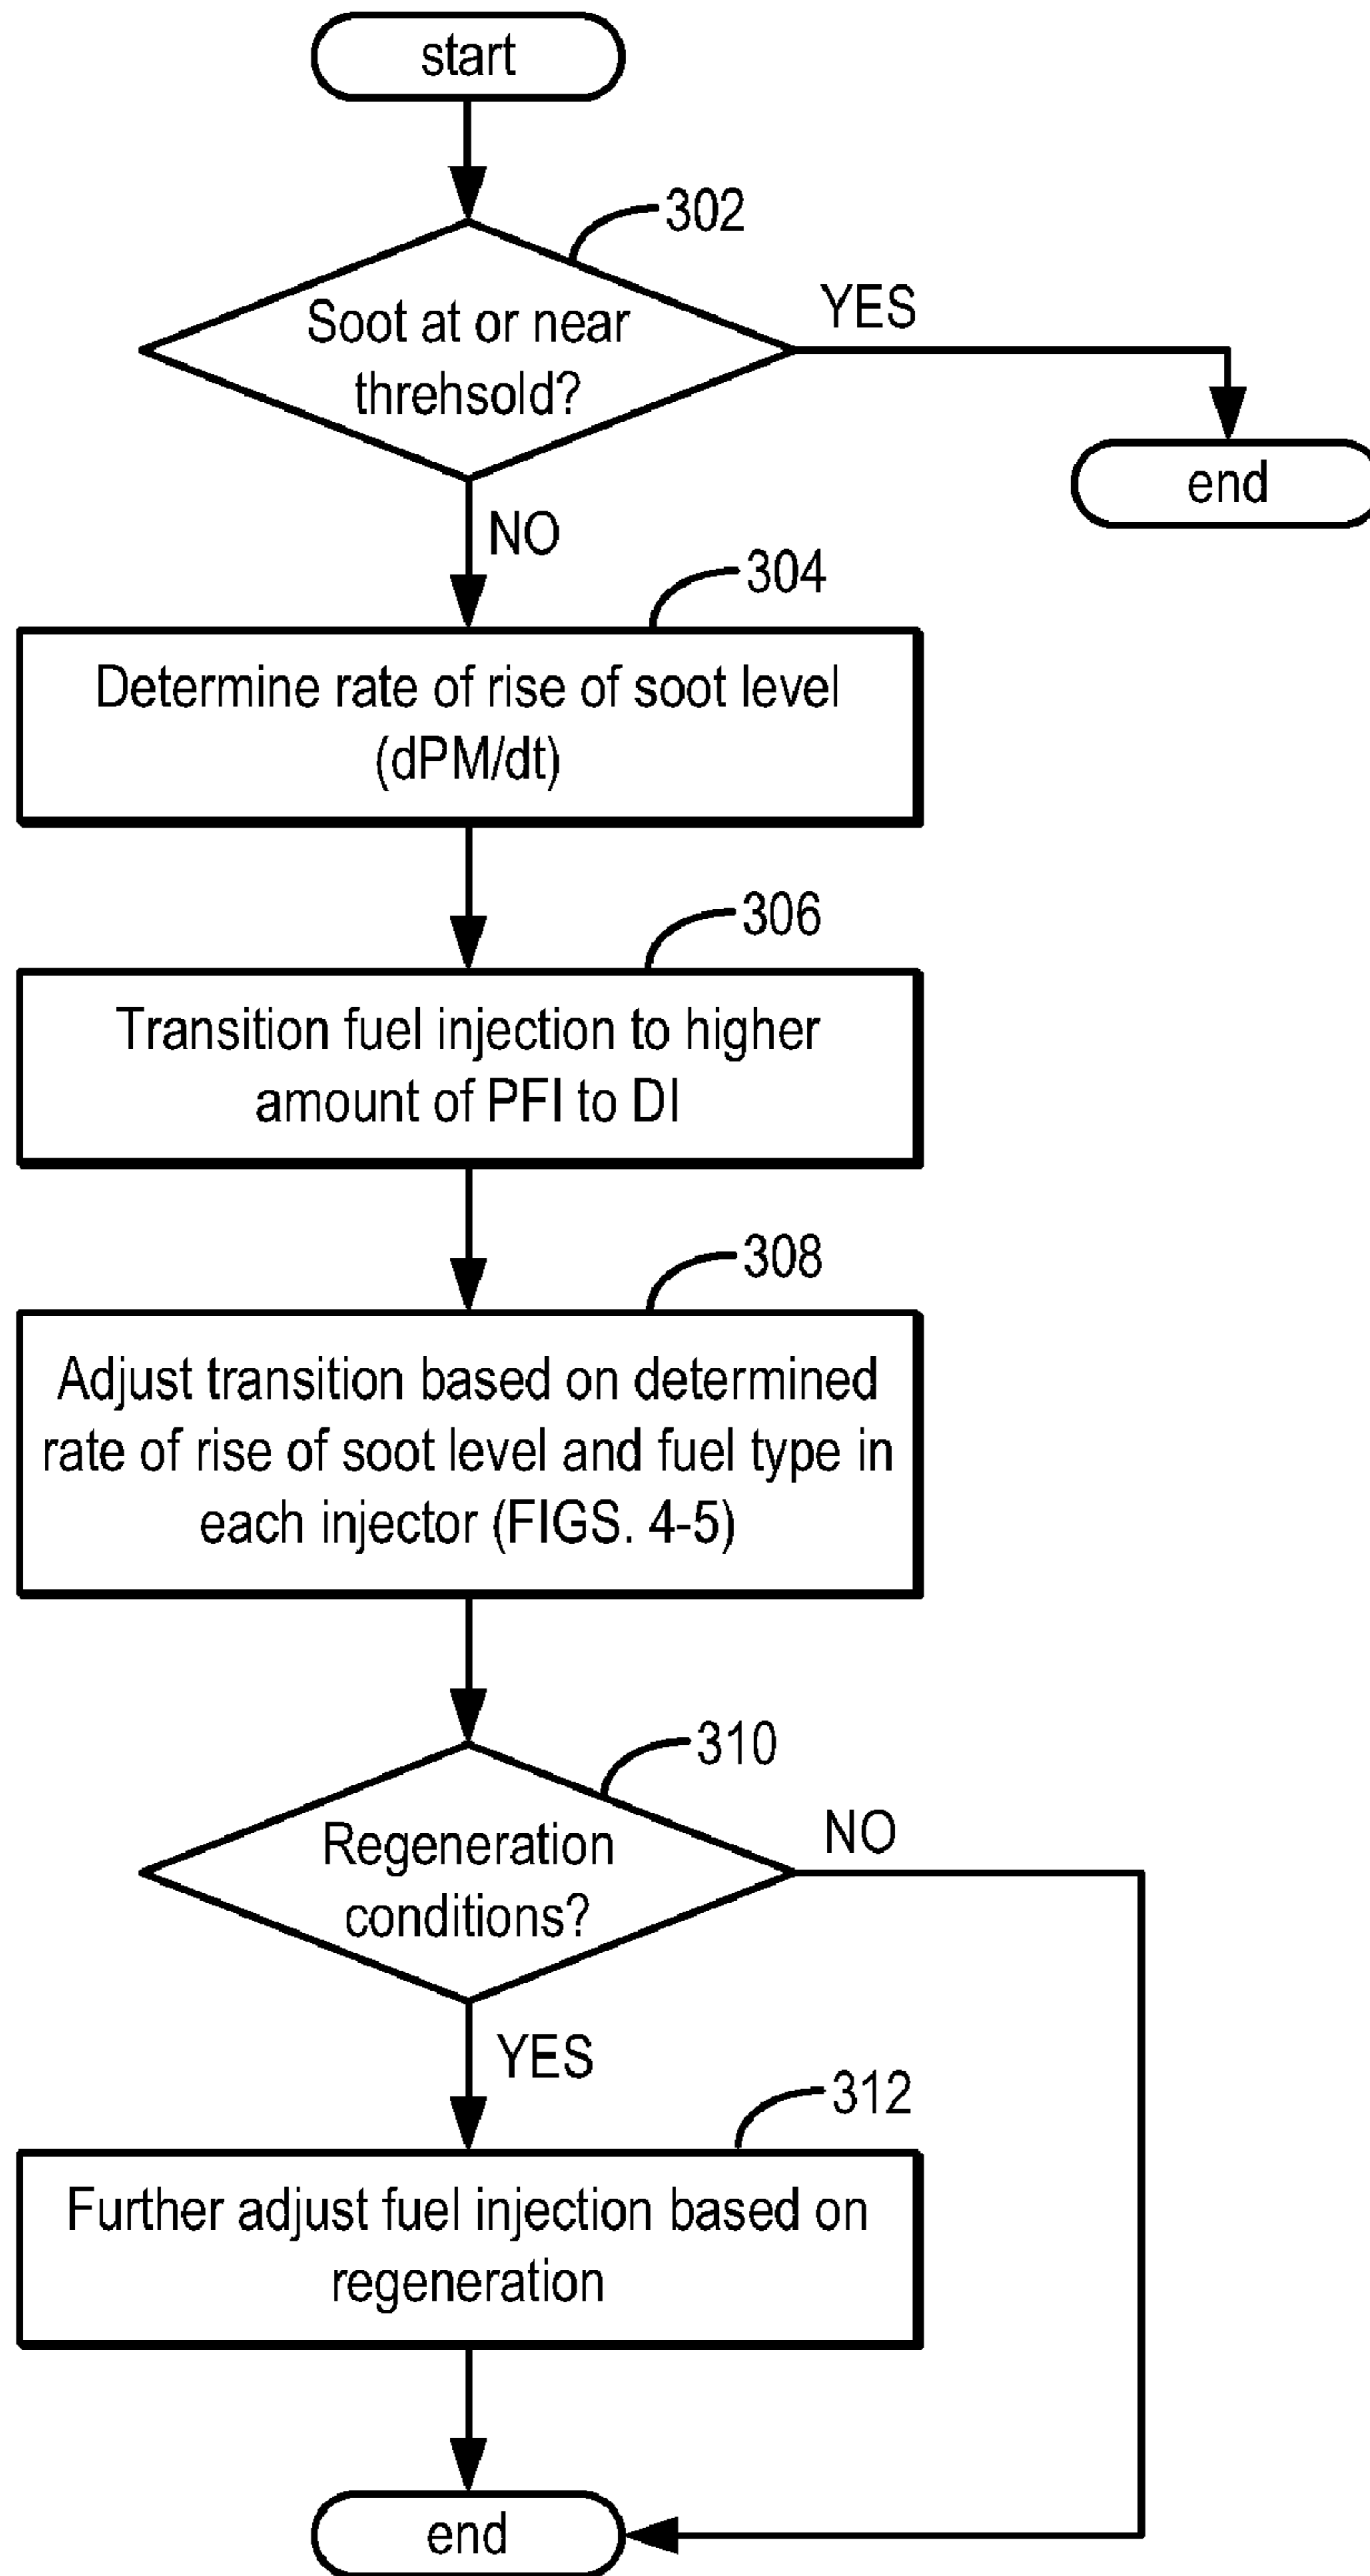 start
302
Soot at or near
threhsold?
YES
end
NO
304
Determine rate of rise of soot level
(dPM/dt)
306
Transition fuel injection to higher
amount of PFI to DI
308
Adjust transition based on determined
rate of rise of soot level and fuel type in
each injector (FIGS. 4-5)
310
Regeneration
conditions?
NO
YES
312
Further adjust fuel injection based on
regeneration
end